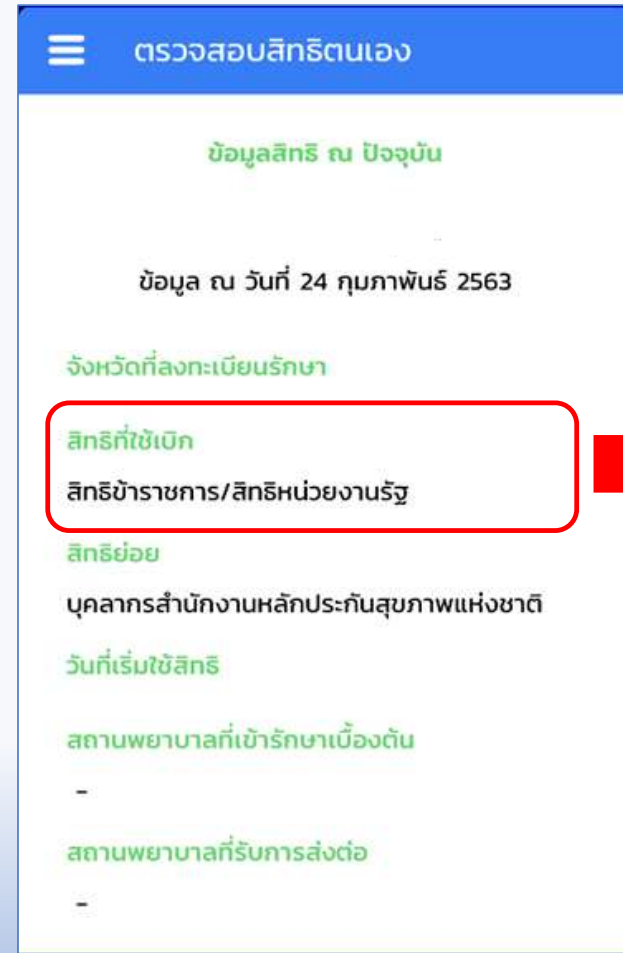 ตรวจสอบสิทธิตนเอง
ข้อมูลสิทธิ ณ ปัจจุบัน
ข้อมูล ณ วันที่ 24 กุมภาพันธ์ 2563
จังหวัดที่ลงทะเบียนรักษา
สิทธิที่ใช้เบิก
สิทธิข้าราชการ/สิทธิหน่วยงานรัฐ
สิทธิย่อย
บุคลากรสำนักงานหลักประกันสุขภาพแห่งชาติ
วันที่เริ่มใช้สิทธิ
สถานพยาบาลที่เข้ารักษาเบื้องต้น
-
สถานพยาบาลที่รับการส่งต่อ
-